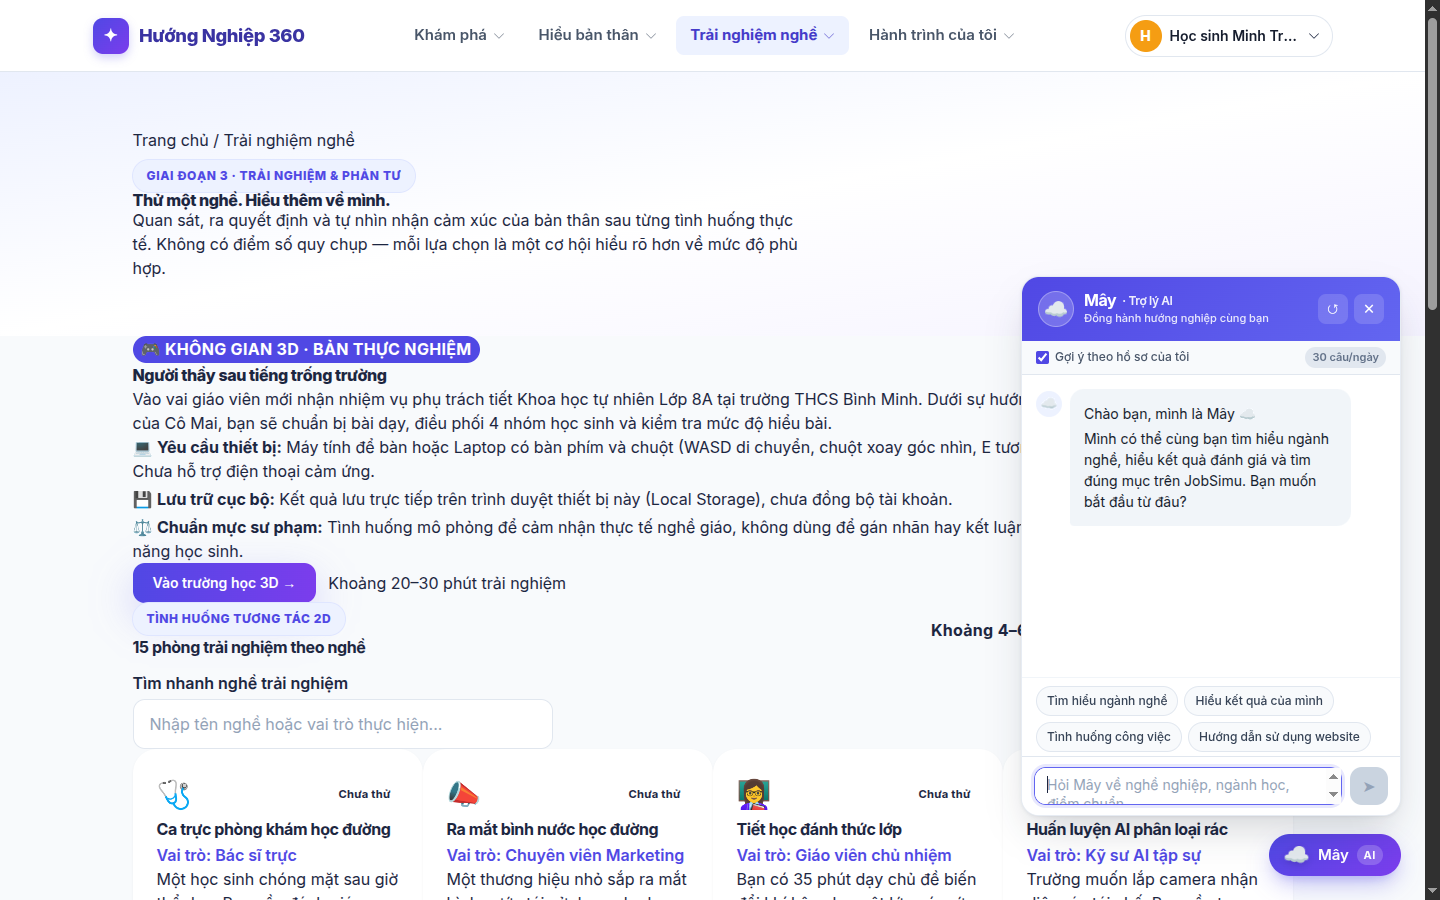 Hướng Nghiệp 360
Khám phá
Hiểu bản thân
Trải nghiệm nghề
Hành trình của tôi
H
Học sinh Minh Tr...
Trang chủ / Trải nghiệm nghề
GIAI ĐOẠN 3 · TRẢI NGHIỆM & PHẢN TƯ
Thử một nghề. Hiểu thêm về mình.
Quan sát, ra quyết định và tự nhìn nhận cảm xúc của bản thân sau từng tình huống thực
tế. Không có điểm số quy chụp — mỗi lựa chọn là một cơ hội hiểu rõ hơn về mức độ phù
hợp.
🎮 KHÔNG GIAN 3D · BẢN THỰC NGHIỆM
Người thầy sau tiếng trống trường
Vào vai giáo viên mới nhận nhiệm vụ phụ trách tiết Khoa học tự nhiên Lớp 8A tại trường THCS Bình Minh. Dưới sự hướ
của Cô Mai, bạn sẽ chuẩn bị bài dạy, điều phối 4 nhóm học sinh và kiểm tra mức độ hiểu bài.
💻 Yêu cầu thiết bị: Máy tính để bàn hoặc Laptop có bàn phím và chuột (WASD di chuyển, chuột xoay góc nhìn, E tươ
Chưa hỗ trợ điện thoại cảm ứng.
💾 Lưu trữ cục bộ: Kết quả lưu trực tiếp trên trình duyệt thiết bị này (Local Storage), chưa đồng bộ tài khoản.
⚖️ Chuẩn mực sư phạm: Tình huống mô phỏng để cảm nhận thực tế nghề giáo, không dùng để gán nhãn hay kết luận
năng học sinh.
Vào trường học 3D →
Khoảng 20–30 phút trải nghiệm
TÌNH HUỐNG TƯƠNG TÁC 2D
15 phòng trải nghiệm theo nghề
Khoảng 4–6
Tìm nhanh nghề trải nghiệm
Nhập tên nghề hoặc vai trò thực hiện...
Chưa thử
Ca trực phòng khám học đường
Vai trò: Bác sĩ trực
Một học sinh chóng mặt sau giờ
Chưa thử
Ra mắt bình nước học đường
Vai trò: Chuyên viên Marketing
Một thương hiệu nhỏ sắp ra mắt
Chưa thử
Tiết học đánh thức lớp
Vai trò: Giáo viên chủ nhiệm
Bạn có 35 phút dạy chủ đề biến
Huấn luyện AI phân loại rác
Vai trò: Kỹ sư AI tập sự
Trường muốn lắp camera nhận
Mây · Trợ lý AI
Đồng hành hướng nghiệp cùng bạn
Gợi ý theo hồ sơ của tôi
30 câu/ngày
Chào bạn, mình là Mây ☁️
Mình có thể cùng bạn tìm hiểu ngành
nghề, hiểu kết quả đánh giá và tìm
đúng mục trên JobSimu. Bạn muốn
bắt đầu từ đâu?
Tìm hiểu ngành nghề
Hiểu kết quả của mình
Tình huống công việc
Hướng dẫn sử dụng website
Hỏi Mây về nghề nghiệp, ngành học,
điểm chuẩn
Mây AI